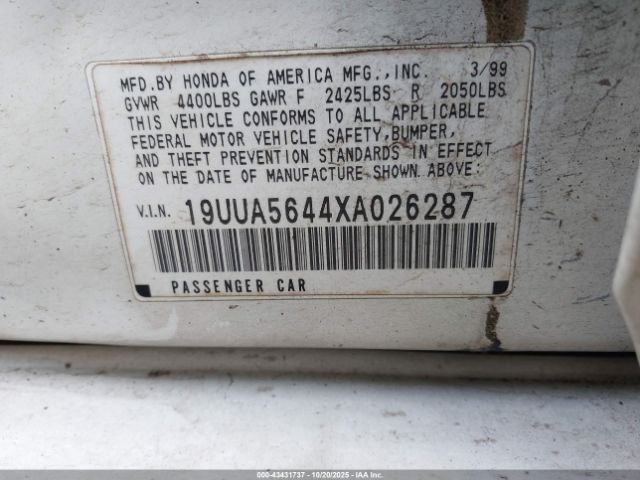 MFD.BY HONDA OF AMERICA MFG.,INC. 3/99
GVWR 4400LBS GAWR F 2425LBS R 2050LBS
THIS VEHICLE CONFORMS TO ALL APPLICABLE
FEDERAL MOTOR VEHICLE SAFETY,BUMPER,
AND THEFT PREVENTION STANDARDS IN EFFECT
ON THE DATE OF MANUFACTURE SHOWN ABOVE:
V.I.N. 19UUA5644XA026287
PASSENGER CAR
000-43431737 - 10/20/2025 - IAA Inc.